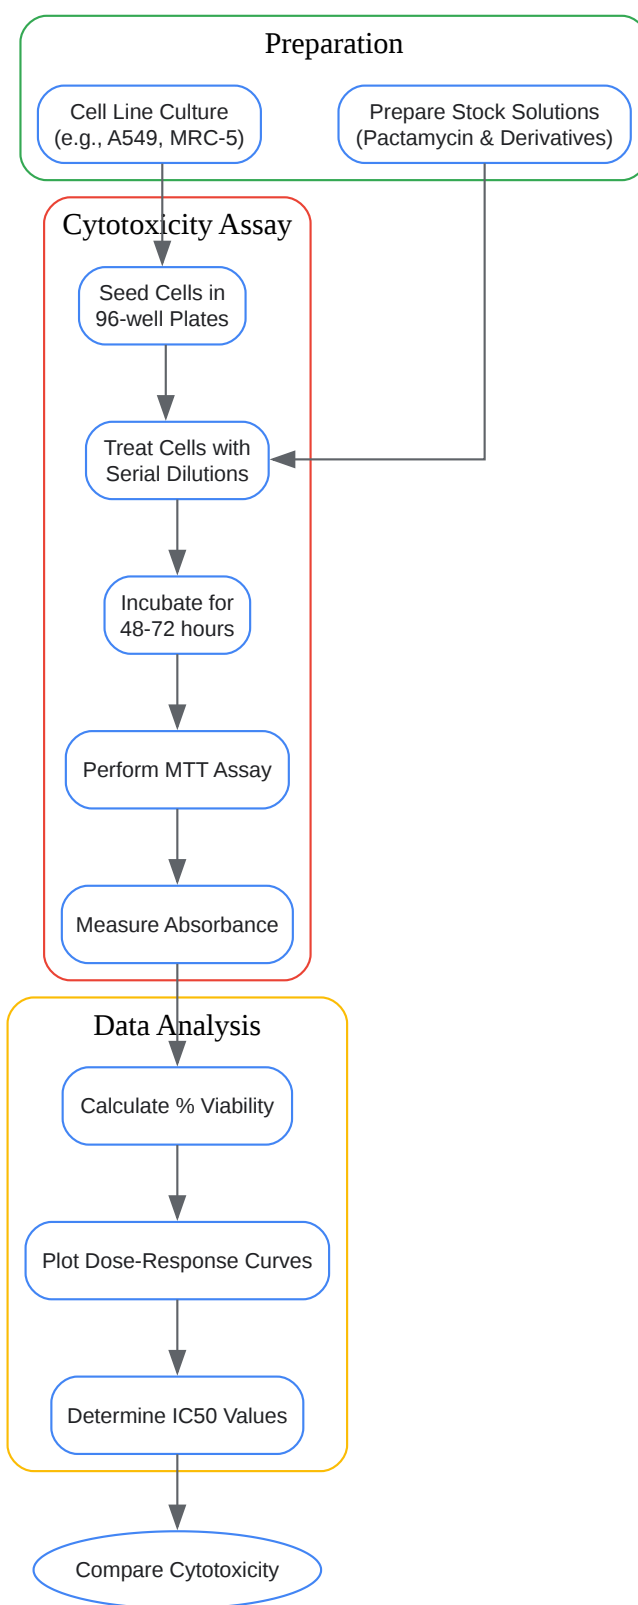 Preparation
Cell Line Culture
(e.g., A549, MRC-5)
Prepare Stock Solutions
(Pactamycin & Derivatives)
Cytotoxicity Assay
Seed Cells in
96-well Plates
Treat Cells with
Serial Dilutions
Incubate for
48-72 hours
Perform MTT Assay
Measure Absorbance
Data Analysis
Calculate % Viability
Plot Dose-Response Curves
Determine IC50 Values
Compare Cytotoxicity